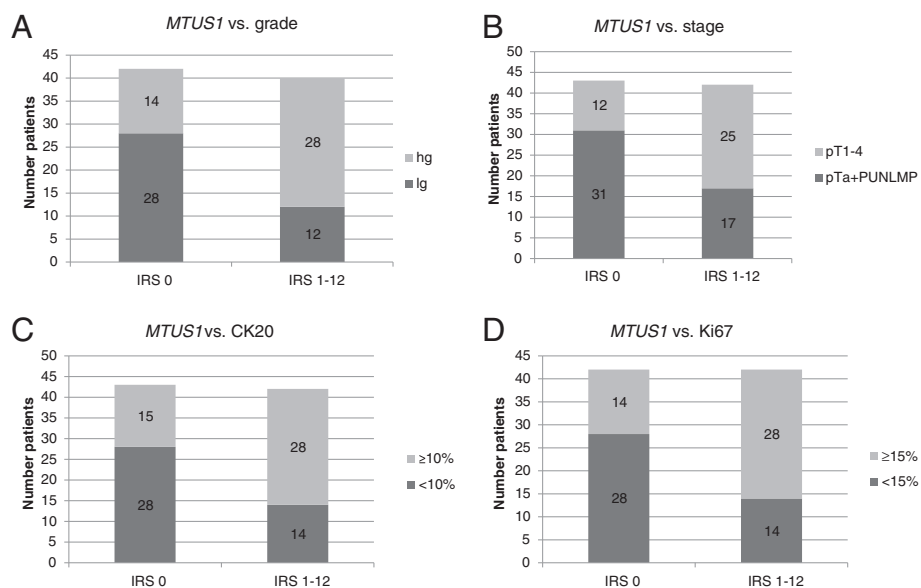 A
MTUS1 vs. grade
Number patients
45
40
35
30
25
20
15
10
5
0
14
28
28
12
IRS 0
IRS 1-12
hg
lg
B
MTUS1 vs. stage
Number patients
50
45
40
35
30
25
20
15
10
5
0
12
31
25
17
IRS 0
IRS 1-12
pT1-4
pTa+PUNLMP
C
MTUS1vs. CK20
Number patients
50
45
40
35
30
25
20
15
10
5
0
15
28
28
14
IRS 0
IRS 1-12
≥10%
<10%
D
MTUS1 vs. Ki67
Number patients
45
40
35
30
25
20
15
10
5
0
14
28
28
14
IRS 0
IRS 1-12
≥15%
<15%